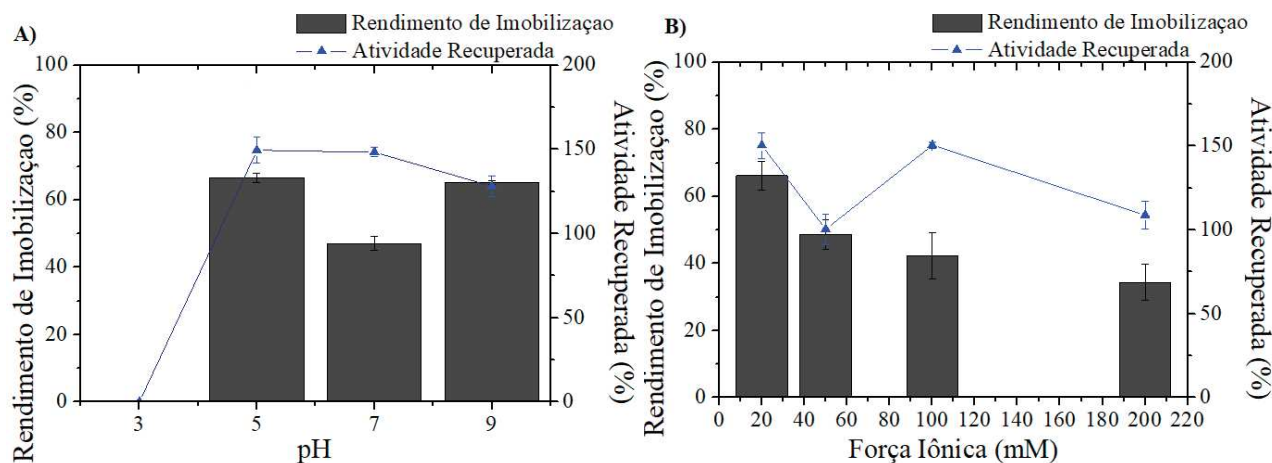 A)
Rendimento de Imobilizaçao
Atividade Recuperada
Rendimento de Imobilizaçao (%)
100
80
60
40
20
0
200
150
100
50
0
Atividade Recuperada (%)
3 5 7 9
pH
B)
Rendimento de Imobilizaçao
Atividade Recuperada
Rendimento de Imobilizaçao (%)
100
80
60
40
20
0
200
150
100
50
0
Atividade Recuperada (%)
0 20 40 60 80 100 120 140 160 180 200 220
Força Iônica (mM)